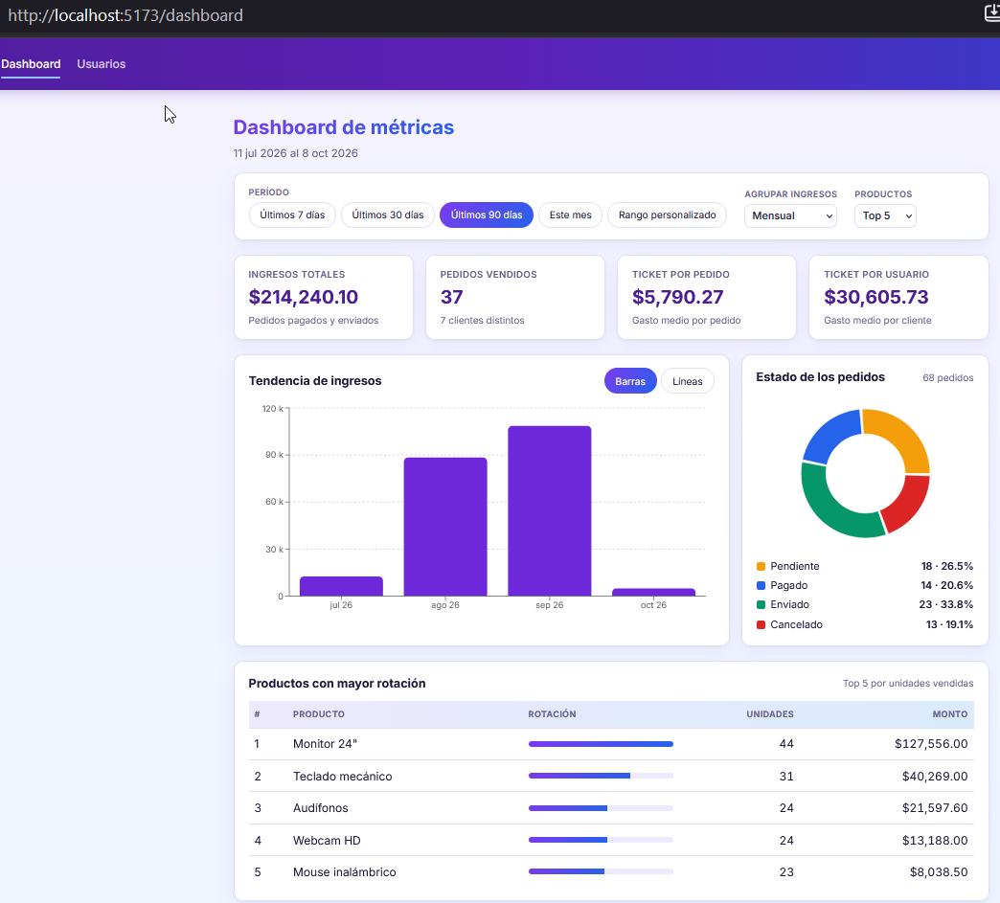 http://localhost:5173/dashboard
Dashboard Usuarios
Dashboard de métricas
11 jul 2026 al 8 oct 2026
PERÍODO
Últimos 7 días Últimos 30 días Últimos 90 días Este mes Rango personalizado
AGRUPAR INGRESOS
Mensual
PRODUCTOS
Top 5
INGRESOS TOTALES
$214,240.10
Pedidos pagados y enviados
PEDIDOS VENDIDOS
37
7 clientes distintos
TICKET POR PEDIDO
$5,790.27
Gasto medio por pedido
TICKET POR USUARIO
$30,605.73
Gasto medio por cliente
Tendencia de ingresos
Barras Líneas
120 k
90 k
60 k
30 k
0
jul 26 ago 26 sep 26 oct 26
Estado de los pedidos 68 pedidos
Pendiente 18 · 26.5%
Pagado 14 · 20.6%
Enviado 23 · 33.8%
Cancelado 13 · 19.1%
Productos con mayor rotación Top 5 por unidades vendidas
# PRODUCTO ROTACIÓN UNIDADES MONTO
1 Monitor 24" 44 $127,556.00
2 Teclado mecánico 31 $40,269.00
3 Audífonos 24 $21,597.60
4 Webcam HD 24 $13,188.00
5 Mouse inalámbrico 23 $8,038.50